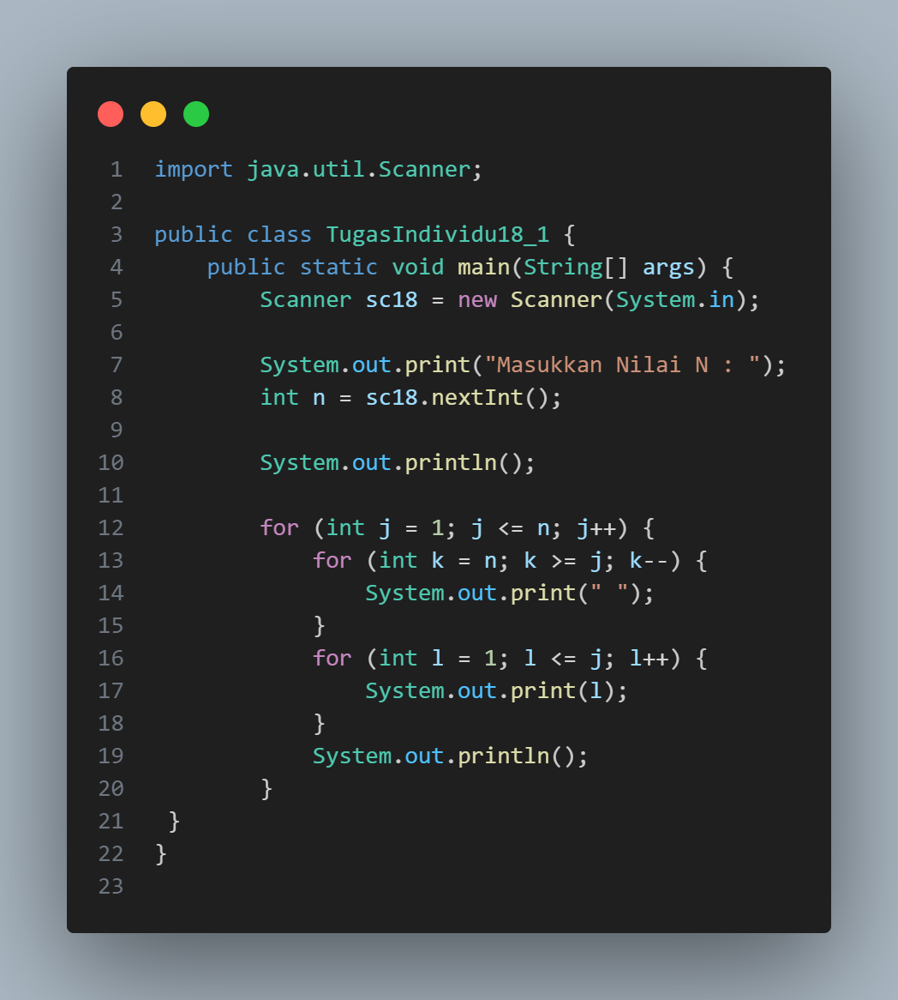 1 import java.util.Scanner;
2
3 public class TugasIndividu18_1 {
4     public static void main(String[] args) {
5         Scanner sc18 = new Scanner(System.in);
6
7         System.out.print("Masukkan Nilai N : ");
8         int n = sc18.nextInt();
9
10         System.out.println();
11
12         for (int j = 1; j <= n; j++) {
13             for (int k = n; k >= j; k--) {
14                 System.out.print(" ");
15             }
16             for (int l = 1; l <= j; l++) {
17                 System.out.print(l);
18             }
19             System.out.println();
20         }
21  }
22 }
23